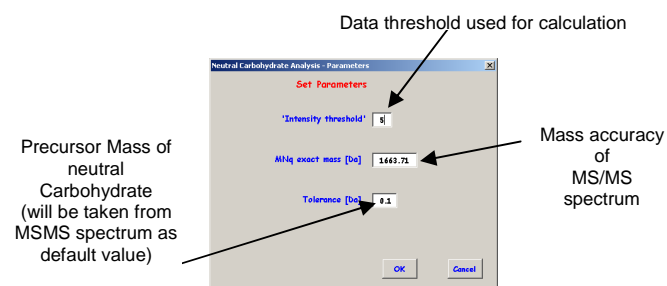 Data threshold used for calculation
Neutral Carbohydrate Analysis - Parameters
Set Parameters
'Intensity threshold' 5
MNq exact mass [Da] 1663.71
Tolerance [Da] 0.1
OK Cancel
Precursor Mass of
neutral
Carbohydrate
(will be taken from
MSMS spectrum as
default value)
Mass accuracy
of
MS/MS
spectrum